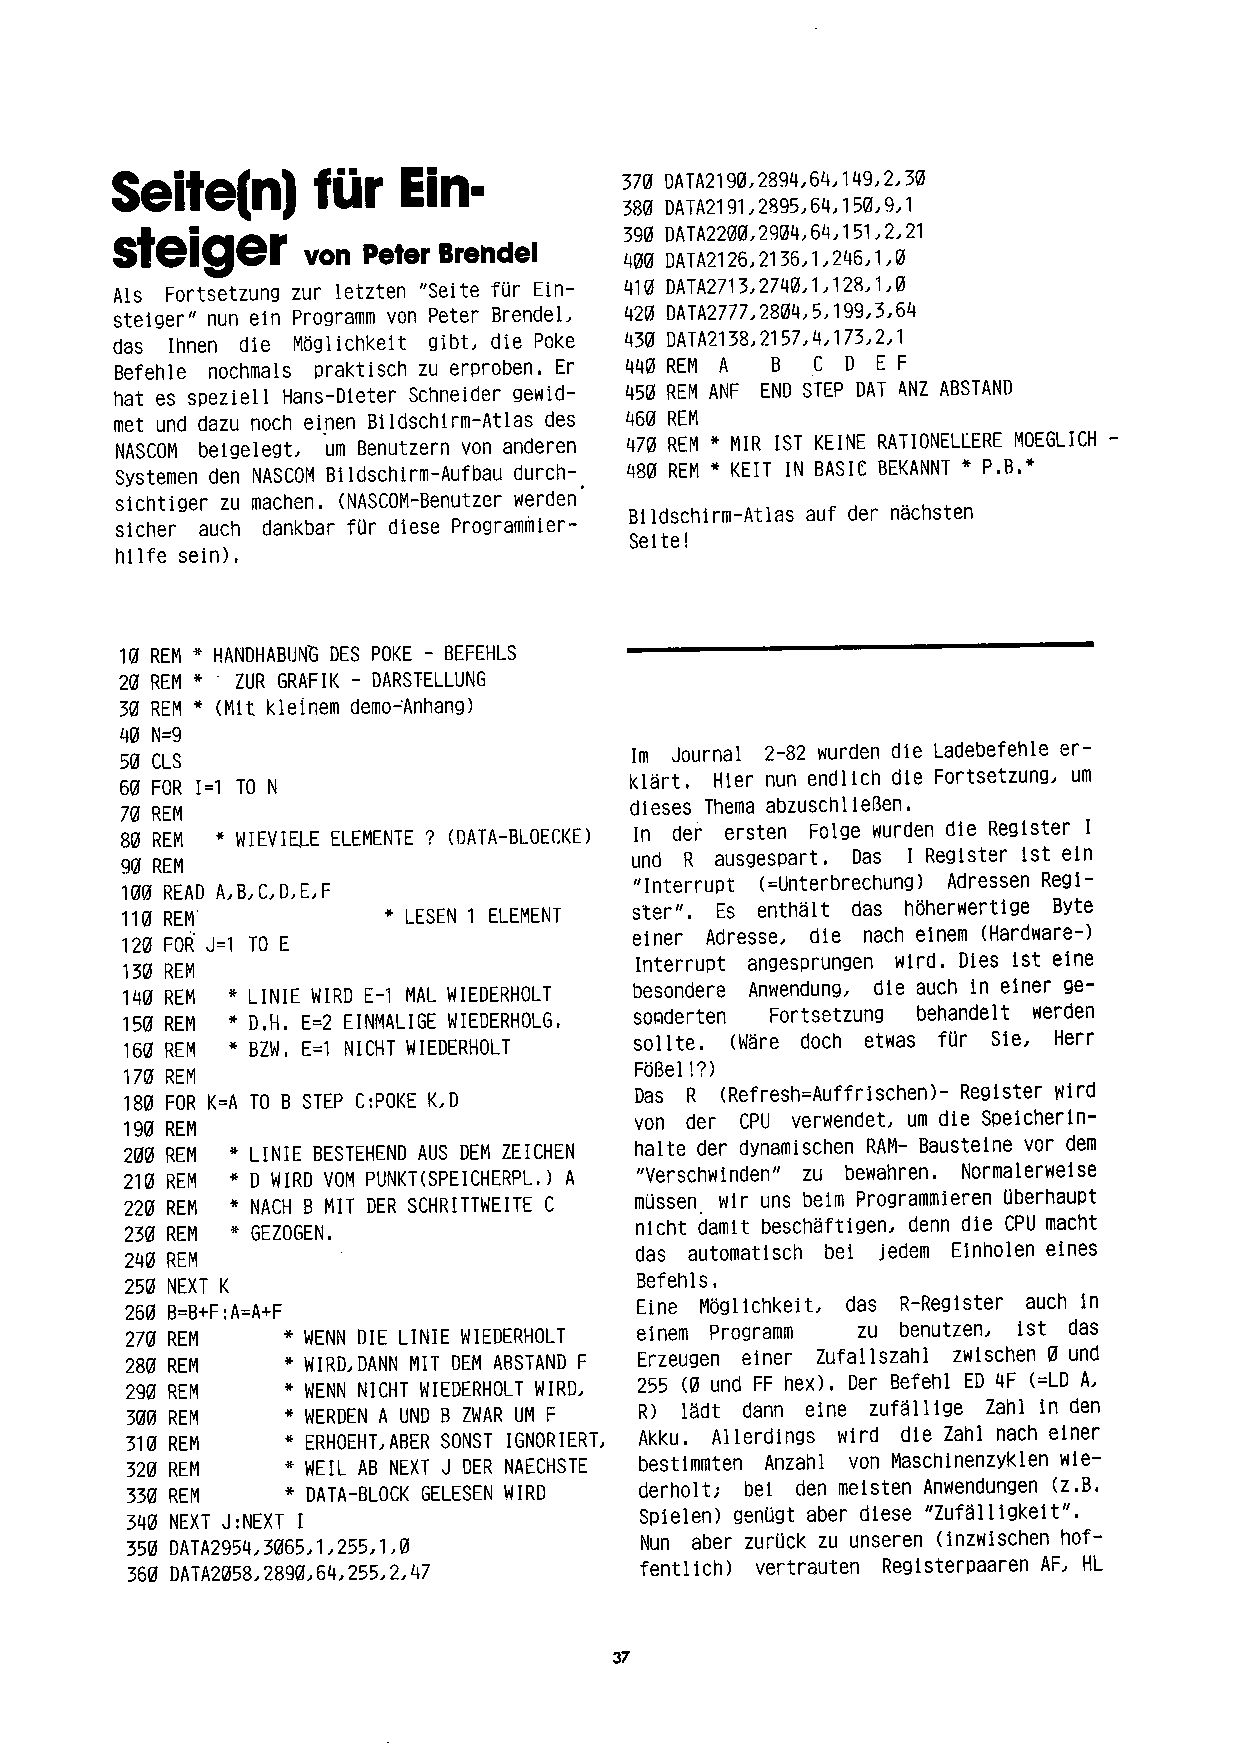 Seite(n) für Ein-
steiger von Peter Brendel
Als Fortsetzung zur letzten "Seite für Ein-
steiger" nun ein Programm von Peter Brendel,
das Ihnen die Möglichkeit gibt, die Poke
Befehle nochmals praktisch zu erproben. Er
hat es speziell Hans-Dieter Schneider gewid-
met und dazu noch einen Bildschirm-Atlas des
NASCOM beigelegt, um Benutzern von anderen
Systemen den NASCOM Bildschirm-Aufbau durch-
sichtiger zu machen. (NASCOM-Benutzer werden
sicher auch dankbar für diese Programmier-
hilfe sein).
10 REM * HANDHABUNG DES POKE - BEFEHLS
20 REM * ZUR GRAFIK - DARSTELLUNG
30 REM * (Mit kleinem demo-Anhang)
40 N=9
50 CLS
60 FOR I=1 TO N
70 REM
80 REM * WIEVIELE ELEMENTE ? (DATA-BLOECKE)
90 REM
100 READ A,B,C,D,E,F
110 REM * LESEN 1 ELEMENT
120 FOR J=1 TO E
130 REM
140 REM * LINIE WIRD E-1 MAL WIEDERHOLT
150 REM * D.H. E=2 EINMALIGE WIEDERHOLG.
160 REM * BZW. E=1 NICHT WIEDERHOLT
170 REM
180 FOR K=A TO B STEP C:POKE K,D
190 REM
200 REM * LINIE BESTEHEND AUS DEM ZEICHEN
210 REM * D WIRD VOM PUNKT(SPEICHERPL.) A
220 REM * NACH B MIT DER SCHRITTWEITE C
230 REM * GEZOGEN.
240 REM
250 NEXT K
260 B=B+F:A=A+F
270 REM * WENN DIE LINIE WIEDERHOLT
280 REM * WIRD,DANN MIT DEM ABSTAND F
290 REM * WENN NICHT WIEDERHOLT WIRD,
300 REM * WERDEN A UND B ZWAR UM F
310 REM * ERHOEHT,ABER SONST IGNORIERT,
320 REM * WEIL AB NEXT J DER NAECHSTE
330 REM * DATA-BLOCK GELESEN WIRD
340 NEXT J:NEXT I
350 DATA2954,3065,1,255,1,0
360 DATA2058,2890,64,255,2,47
370 DATA2190,2894,64,149,2,30
380 DATA2191,2895,64,150,9,1
390 DATA2200,2904,64,151,2,21
400 DATA2126,2136,1,246,1,0
410 DATA2713,2740,1,128,1,0
420 DATA2777,2804,5,199,3,64
430 DATA2138,2157,4,173,2,1
440 REM A B C D E F
450 REM ANF END STEP DAT ANZ ABSTAND
460 REM
470 REM * MIR IST KEINE RATIONELLERE MOEGLICH -
480 REM * KEIT IN BASIC BEKANNT * P.B.*
Bildschirm-Atlas auf der nächsten
Seite!
Im Journal 2-82 wurden die Ladebefehle er-
klärt. Hier nun endlich die Fortsetzung, um
dieses Thema abzuschließen.
In der ersten Folge wurden die Register I
und R ausgespart. Das I Register ist ein
"Interrupt (=Unterbrechung) Adressen Regi-
ster". Es enthält das höherwertige Byte
einer Adresse, die nach einem (Hardware-)
Interrupt angesprungen wird. Dies ist eine
besondere Anwendung, die auch in einer ge-
sonderten Fortsetzung behandelt werden
sollte. (Wäre doch etwas für Sie, Herr
Fößel!?)
Das R (Refresh=Auffrischen)- Register wird
von der CPU verwendet, um die Speicherin-
halte der dynamischen RAM- Bausteine vor dem
"Verschwinden" zu bewahren. Normalerweise
müssen wir uns beim Programmieren überhaupt
nicht damit beschäftigen, denn die CPU macht
das automatisch bei jedem Einholen eines
Befehls.
Eine Möglichkeit, das R-Register auch in
einem Programm zu benutzen, ist das
Erzeugen einer Zufallszahl zwischen 0 und
255 (0 und FF hex). Der Befehl ED 4F (=LD A,
R) lädt dann eine zufällige Zahl in den
Akku. Allerdings wird die Zahl nach einer
bestimmten Anzahl von Maschinenzyklen wie-
derholt; bei den meisten Anwendungen (z.B.
Spielen) genügt aber diese "Zufälligkeit".
Nun aber zurück zu unseren (inzwischen hof-
fentlich) vertrauten Registerpaaren AF, HL
37